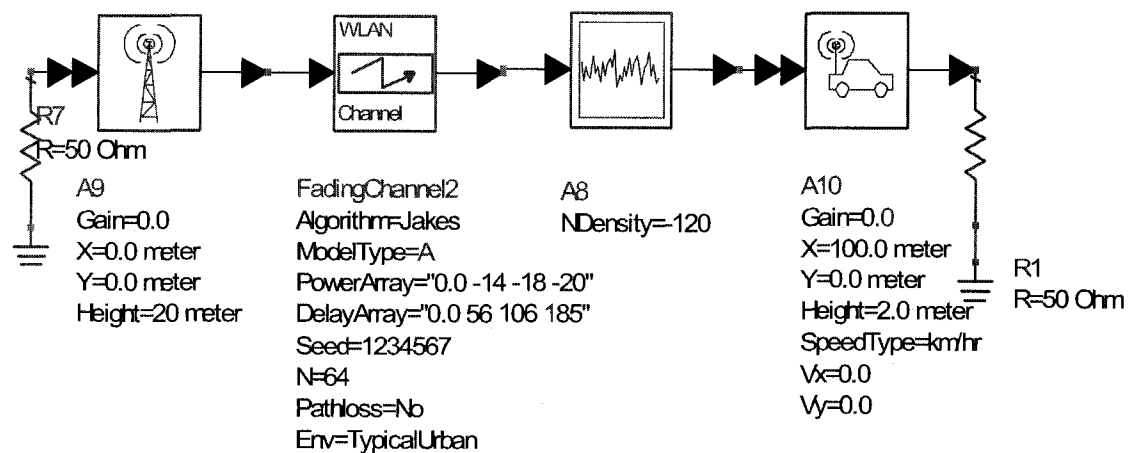 WLAN
Channel
R7
R=50 Ohm
A9
Gain=0.0
X=0.0 meter
Y=0.0 meter
Height=20 meter
FadingChannel2
Algorithm=Jakes
ModelType=A
PowerArray="0.0 -14 -18 -20"
DelayArray="0.0 56 106 185"
Seed=1234567
N=64
Pathloss=No
Env=TypicalUrban
A8
NDensity=-120
A10
Gain=0.0
X=100.0 meter
Y=0.0 meter
Height=2.0 meter
SpeedType=km/hr
Vx=0.0
Vy=0.0
R1
R=50 Ohm